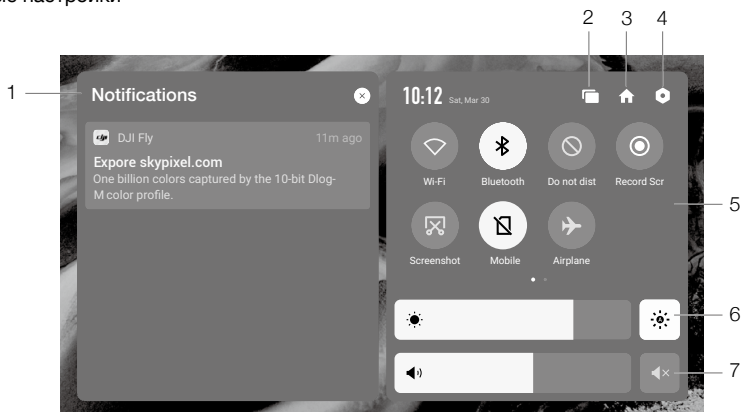 2 3 4
1
Notifications
10:12 Sat, Mar 30
DJI Fly 11m ago
Expore skypixel.com
One billion colors captured by the 10-bit Dlog-
M color profile.
Wi-Fi Bluetooth Do not dist Record Scr
5
Screenshot Mobile Airplane
6
7